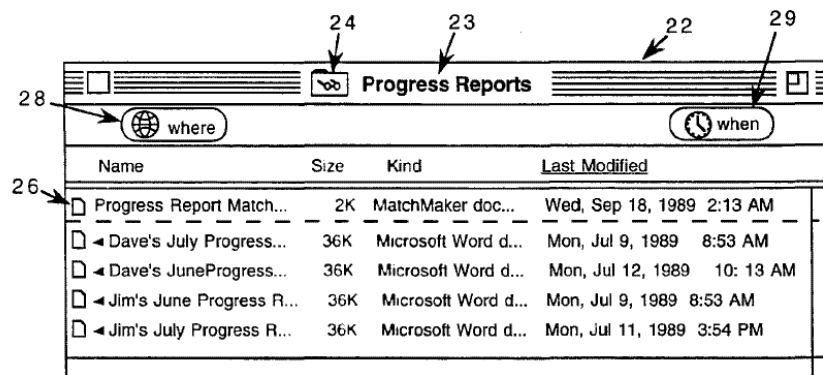 24 23 22 29
Progress Reports
28 where when
Name Size Kind Last Modified
26 Progress Report Match... 2K MatchMaker doc... Wed, Sep 18, 1989 2:13 AM
◄ Dave's July Progress... 36K Microsoft Word d... Mon, Jul 9, 1989 8:53 AM
◄ Dave's JuneProgress... 36K Microsoft Word d... Mon, Jul 12, 1989 10: 13 AM
◄ Jim's June Progress R... 36K Microsoft Word d... Mon, Jul 9, 1989 8:53 AM
◄ Jim's July Progress R... 36K Microsoft Word d... Mon, Jul 11, 1989 3:54 PM